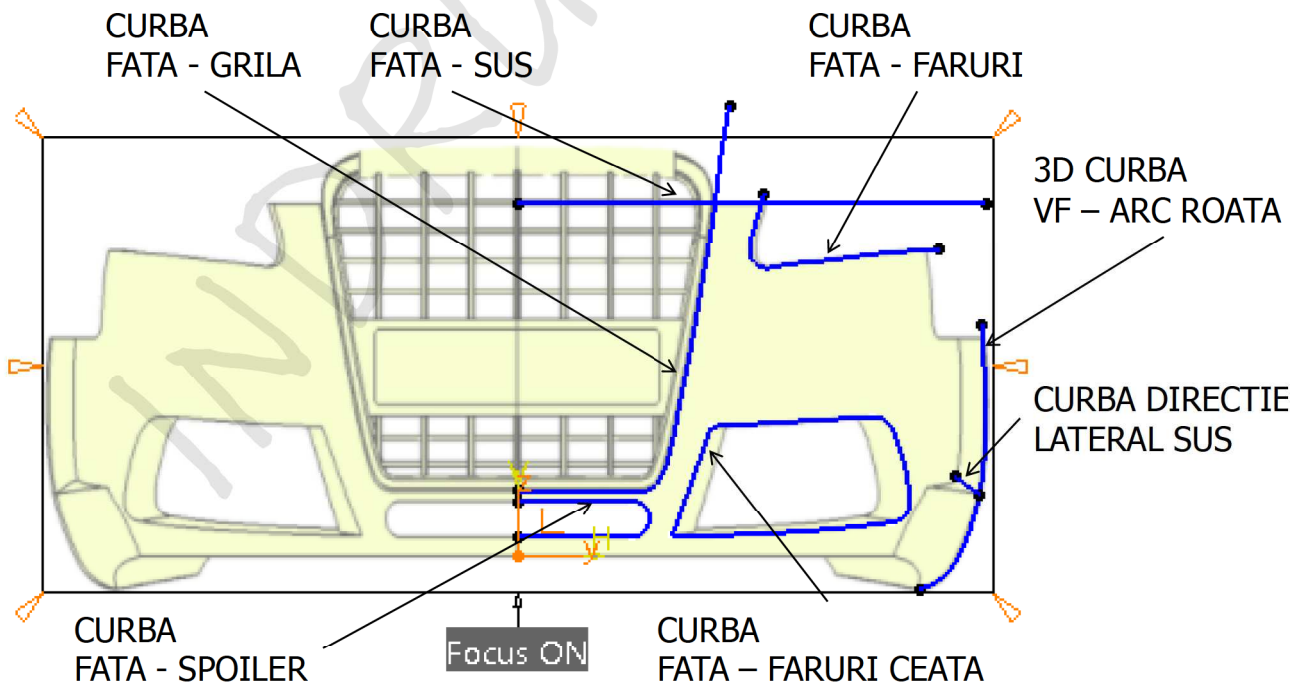 CURBA
FATA - GRILA
CURBA
FATA - SUS
CURBA
FATA - FARURI
3D CURBA
VF – ARC ROATA
CURBA DIRECTIE
LATERAL SUS
y
H
CURBA
FATA - SPOILER
Focus ON
CURBA
FATA – FARURI CEATA